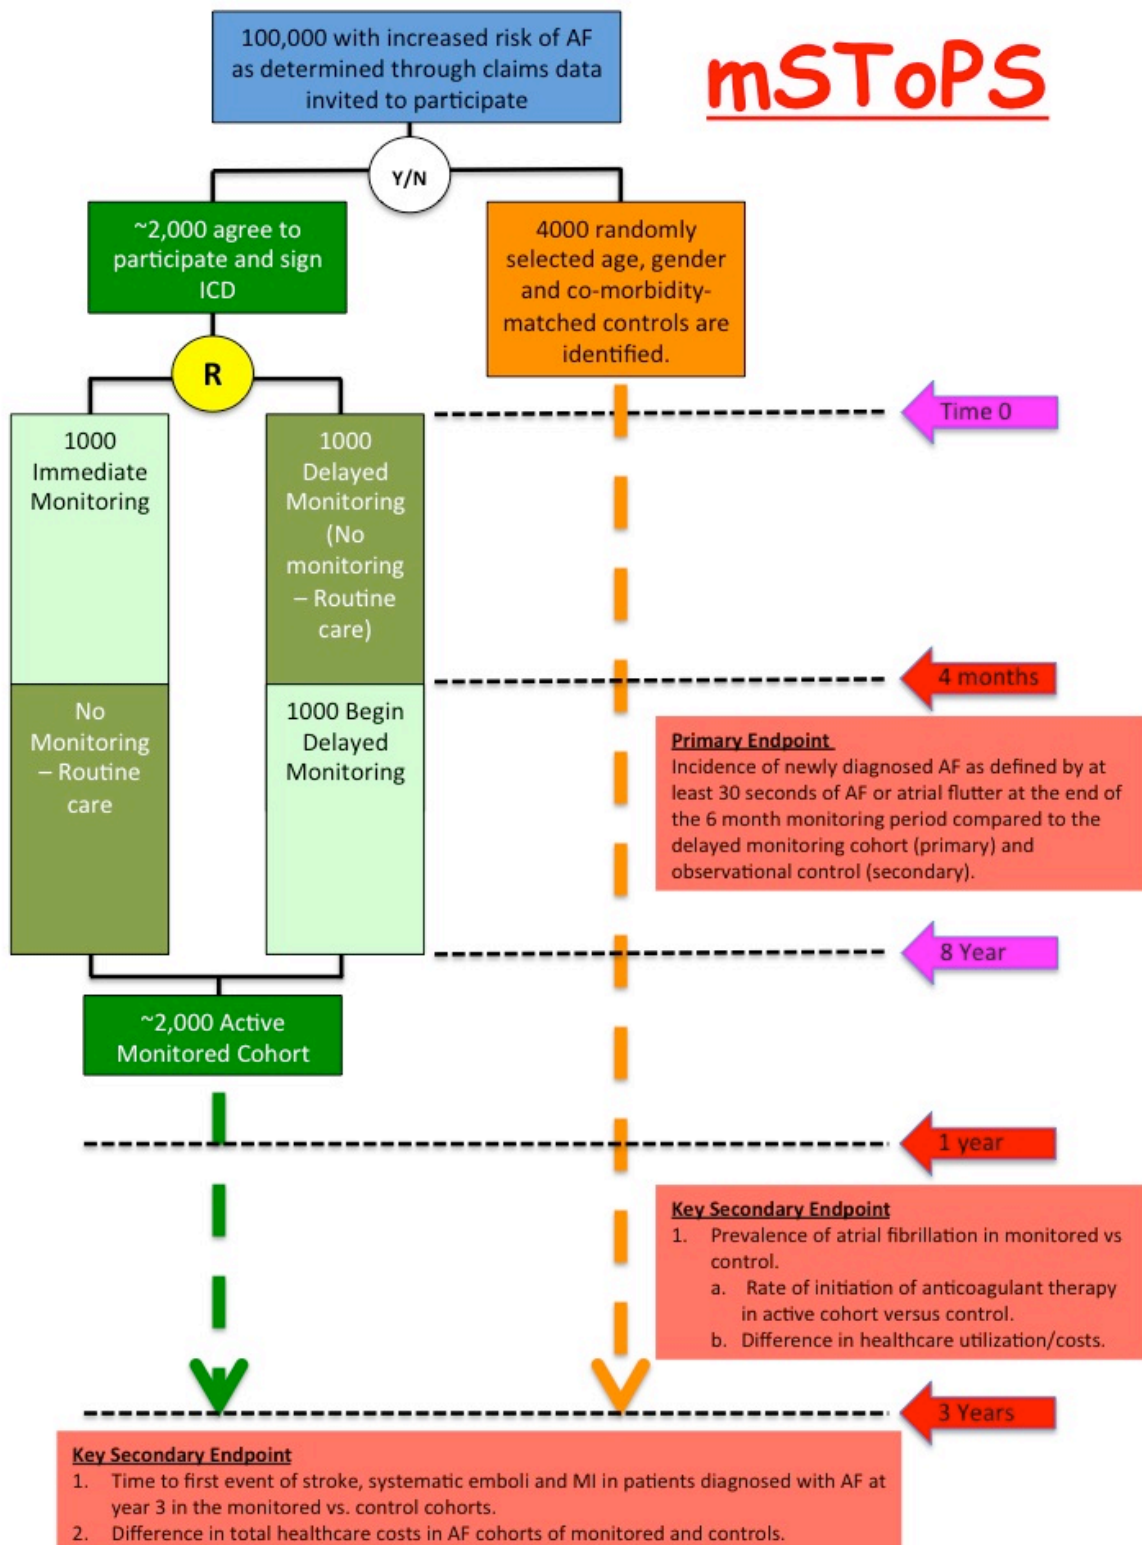 100,000 with increased risk of AF
as determined through claims data
invited to participate
mSToPS
Y/N
~2,000 agree to
participate and sign
ICD
4000 randomly
selected age, gender
and co-morbidity-
matched controls are
identified.
R
1000
Immediate
Monitoring
1000
Delayed
Monitoring
(No
monitoring
– Routine
care)
Time 0
4 months
No
Monitoring
– Routine
care
1000 Begin
Delayed
Monitoring
Primary Endpoint
Incidence of newly diagnosed AF as defined by at
least 30 seconds of AF or atrial flutter at the end of
the 6 month monitoring period compared to the
delayed monitoring cohort (primary) and
observational control (secondary).
8 Year
~2,000 Active
Monitored Cohort
1 year
Key Secondary Endpoint
1. Prevalence of atrial fibrillation in monitored vs
control.
a. Rate of initiation of anticoagulant therapy
in active cohort versus control.
b. Difference in healthcare utilization/costs.
3 Years
Key Secondary Endpoint
1. Time to first event of stroke, systematic emboli and MI in patients diagnosed with AF at
year 3 in the monitored vs. control cohorts.
2. Difference in total healthcare costs in AF cohorts of monitored and controls.